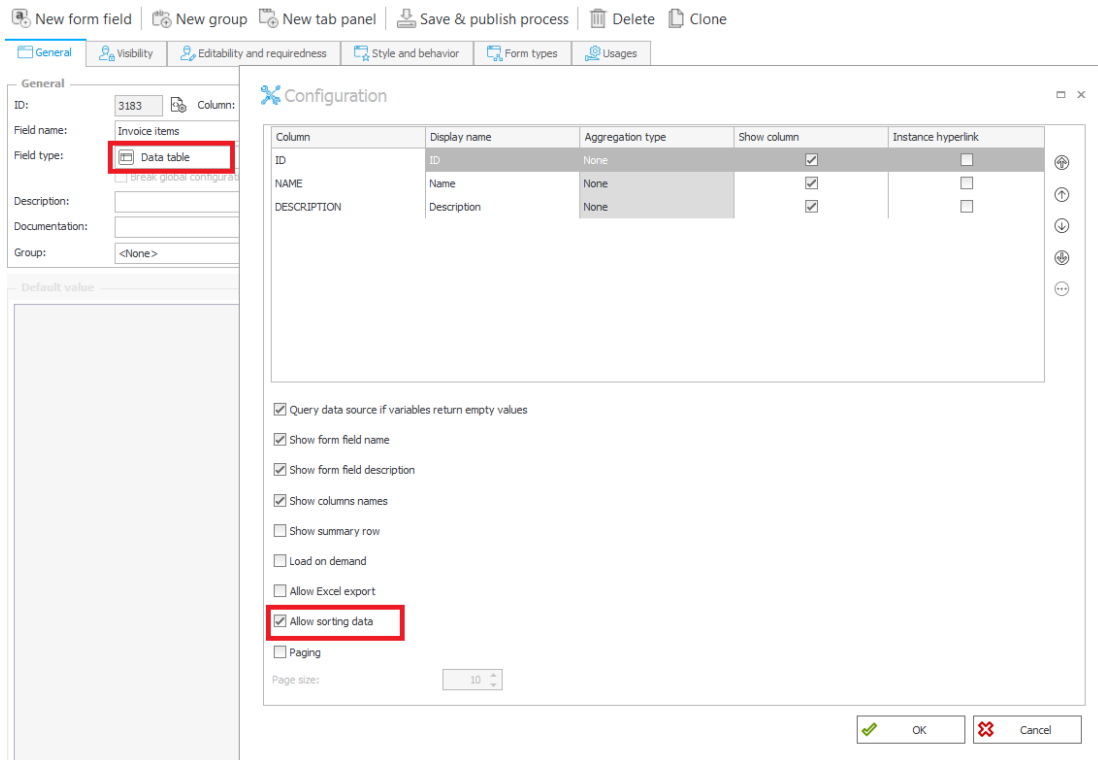 New form field New group New tab panel Save & publish process Delete Clone
General Visibility Editability and requiredness Style and behavior Form types Usages
General
ID: 3183 Column:
Field name: Invoice items
Field type: Data table
Break global configurat
Description:
Documentation:
Group: <None>
Default value
Configuration
Column Display name Aggregation type Show column Instance hyperlink
ID ID None
NAME Name None
DESCRIPTION Description None
Query data source if variables return empty values
Show form field name
Show form field description
Show columns names
Show summary row
Load on demand
Allow Excel export
Allow sorting data
Paging
Page size: 10
OK Cancel